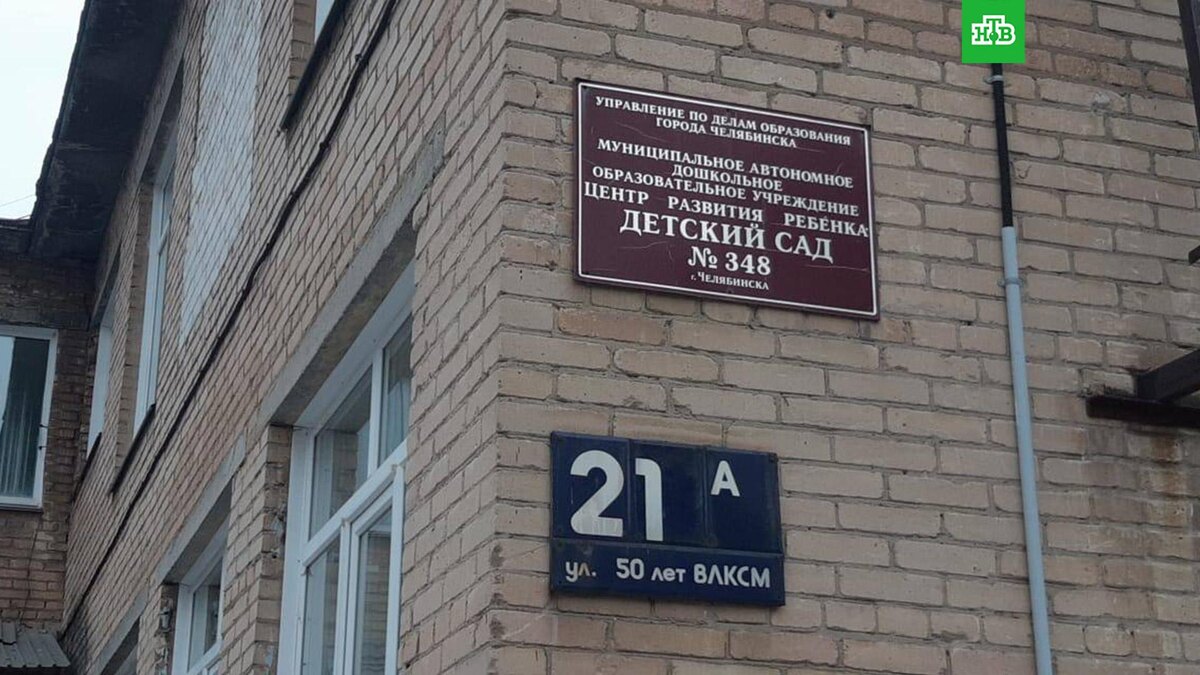 НТВ
УПРАВЛЕНИЕ ПО ДЕЛАМ ОБРАЗОВАНИЯ
ГОРОДА ЧЕЛЯБИНСКА
МУНИЦИПАЛЬНОЕ АВТОНОМНОЕ
ДОШКОЛЬНОЕ
ОБРАЗОВАТЕЛЬНОЕ УЧРЕЖДЕНИЕ
ЦЕНТР РАЗВИТИЯ РЕБЁНКА
ДЕТСКИЙ САД
№ 348
г. ЧЕЛЯБИНСКА
21 А
ул. 50 лет ВЛКСМ